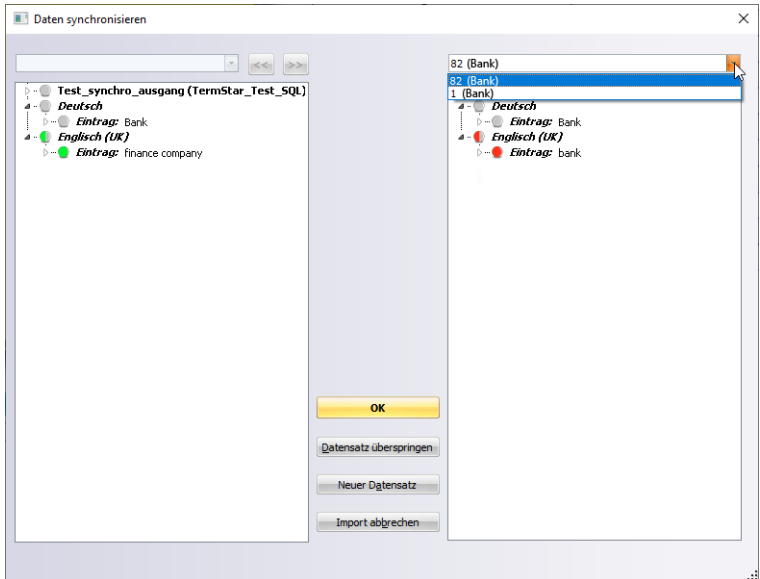 Daten synchronisieren
<<
>>
82 (Bank)
82 (Bank)
1 (Bank)
Test_synchro_ausgang (TermStar_Test_SQL)
Deutsch
Eintrag: Bank
Englisch (UK)
Eintrag: finance company
Deutsch
Eintrag: Bank
Englisch (UK)
Eintrag: bank
OK
Datensatz überspringen
Neuer Datensatz
Import abbrechen